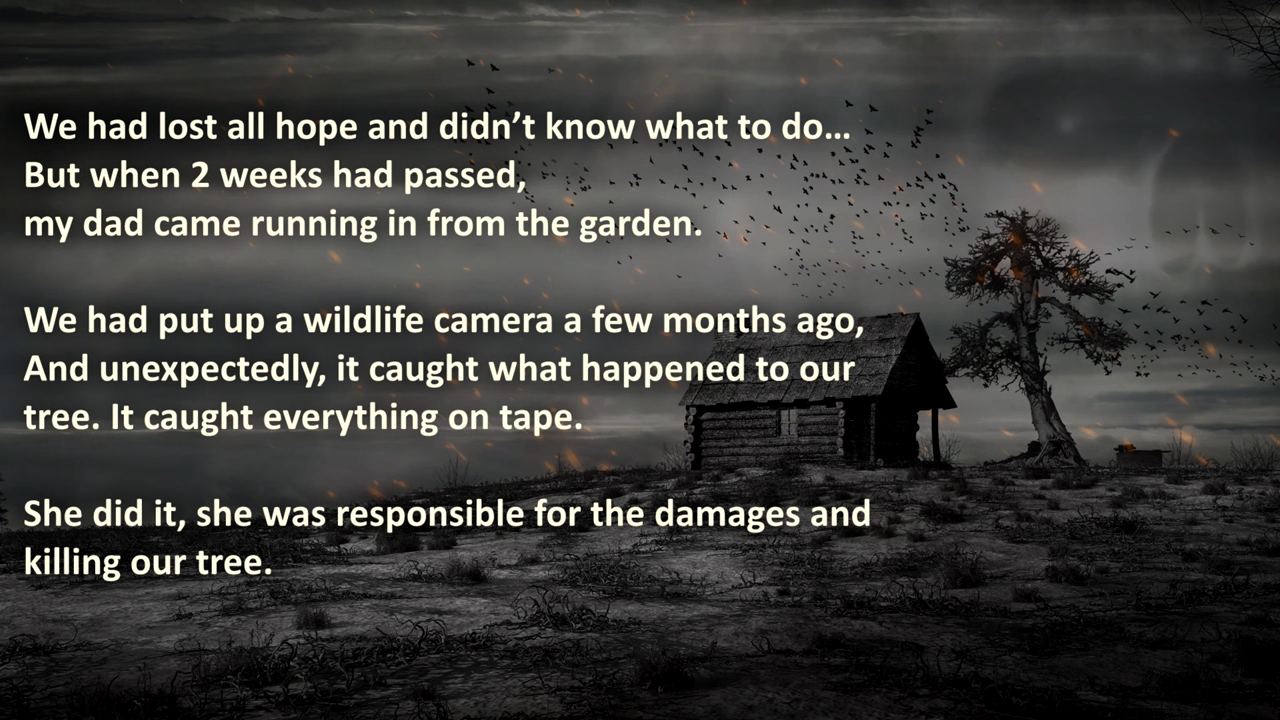 We had lost all hope and didn’t know what to do…
But when 2 weeks had passed,
my dad came running in from the garden.
We had put up a wildlife camera a few months ago,
And unexpectedly, it caught what happened to our
tree. It caught everything on tape.
She did it, she was responsible for the damages and
killing our tree.